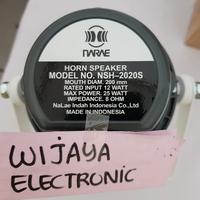 NARAE
HORN SPEAKER
MODEL NO. NSH-2020S
MOUTH DIAM. 200 mm
RATED INPUT 12 WATT
MAX POWER. 25 WATT
IMPEDANCE. 8 OHM
NaLae Indah Indonesia Co.,Ltd
MADE IN INDONESIA
WIJAYA
ELECTRONIC